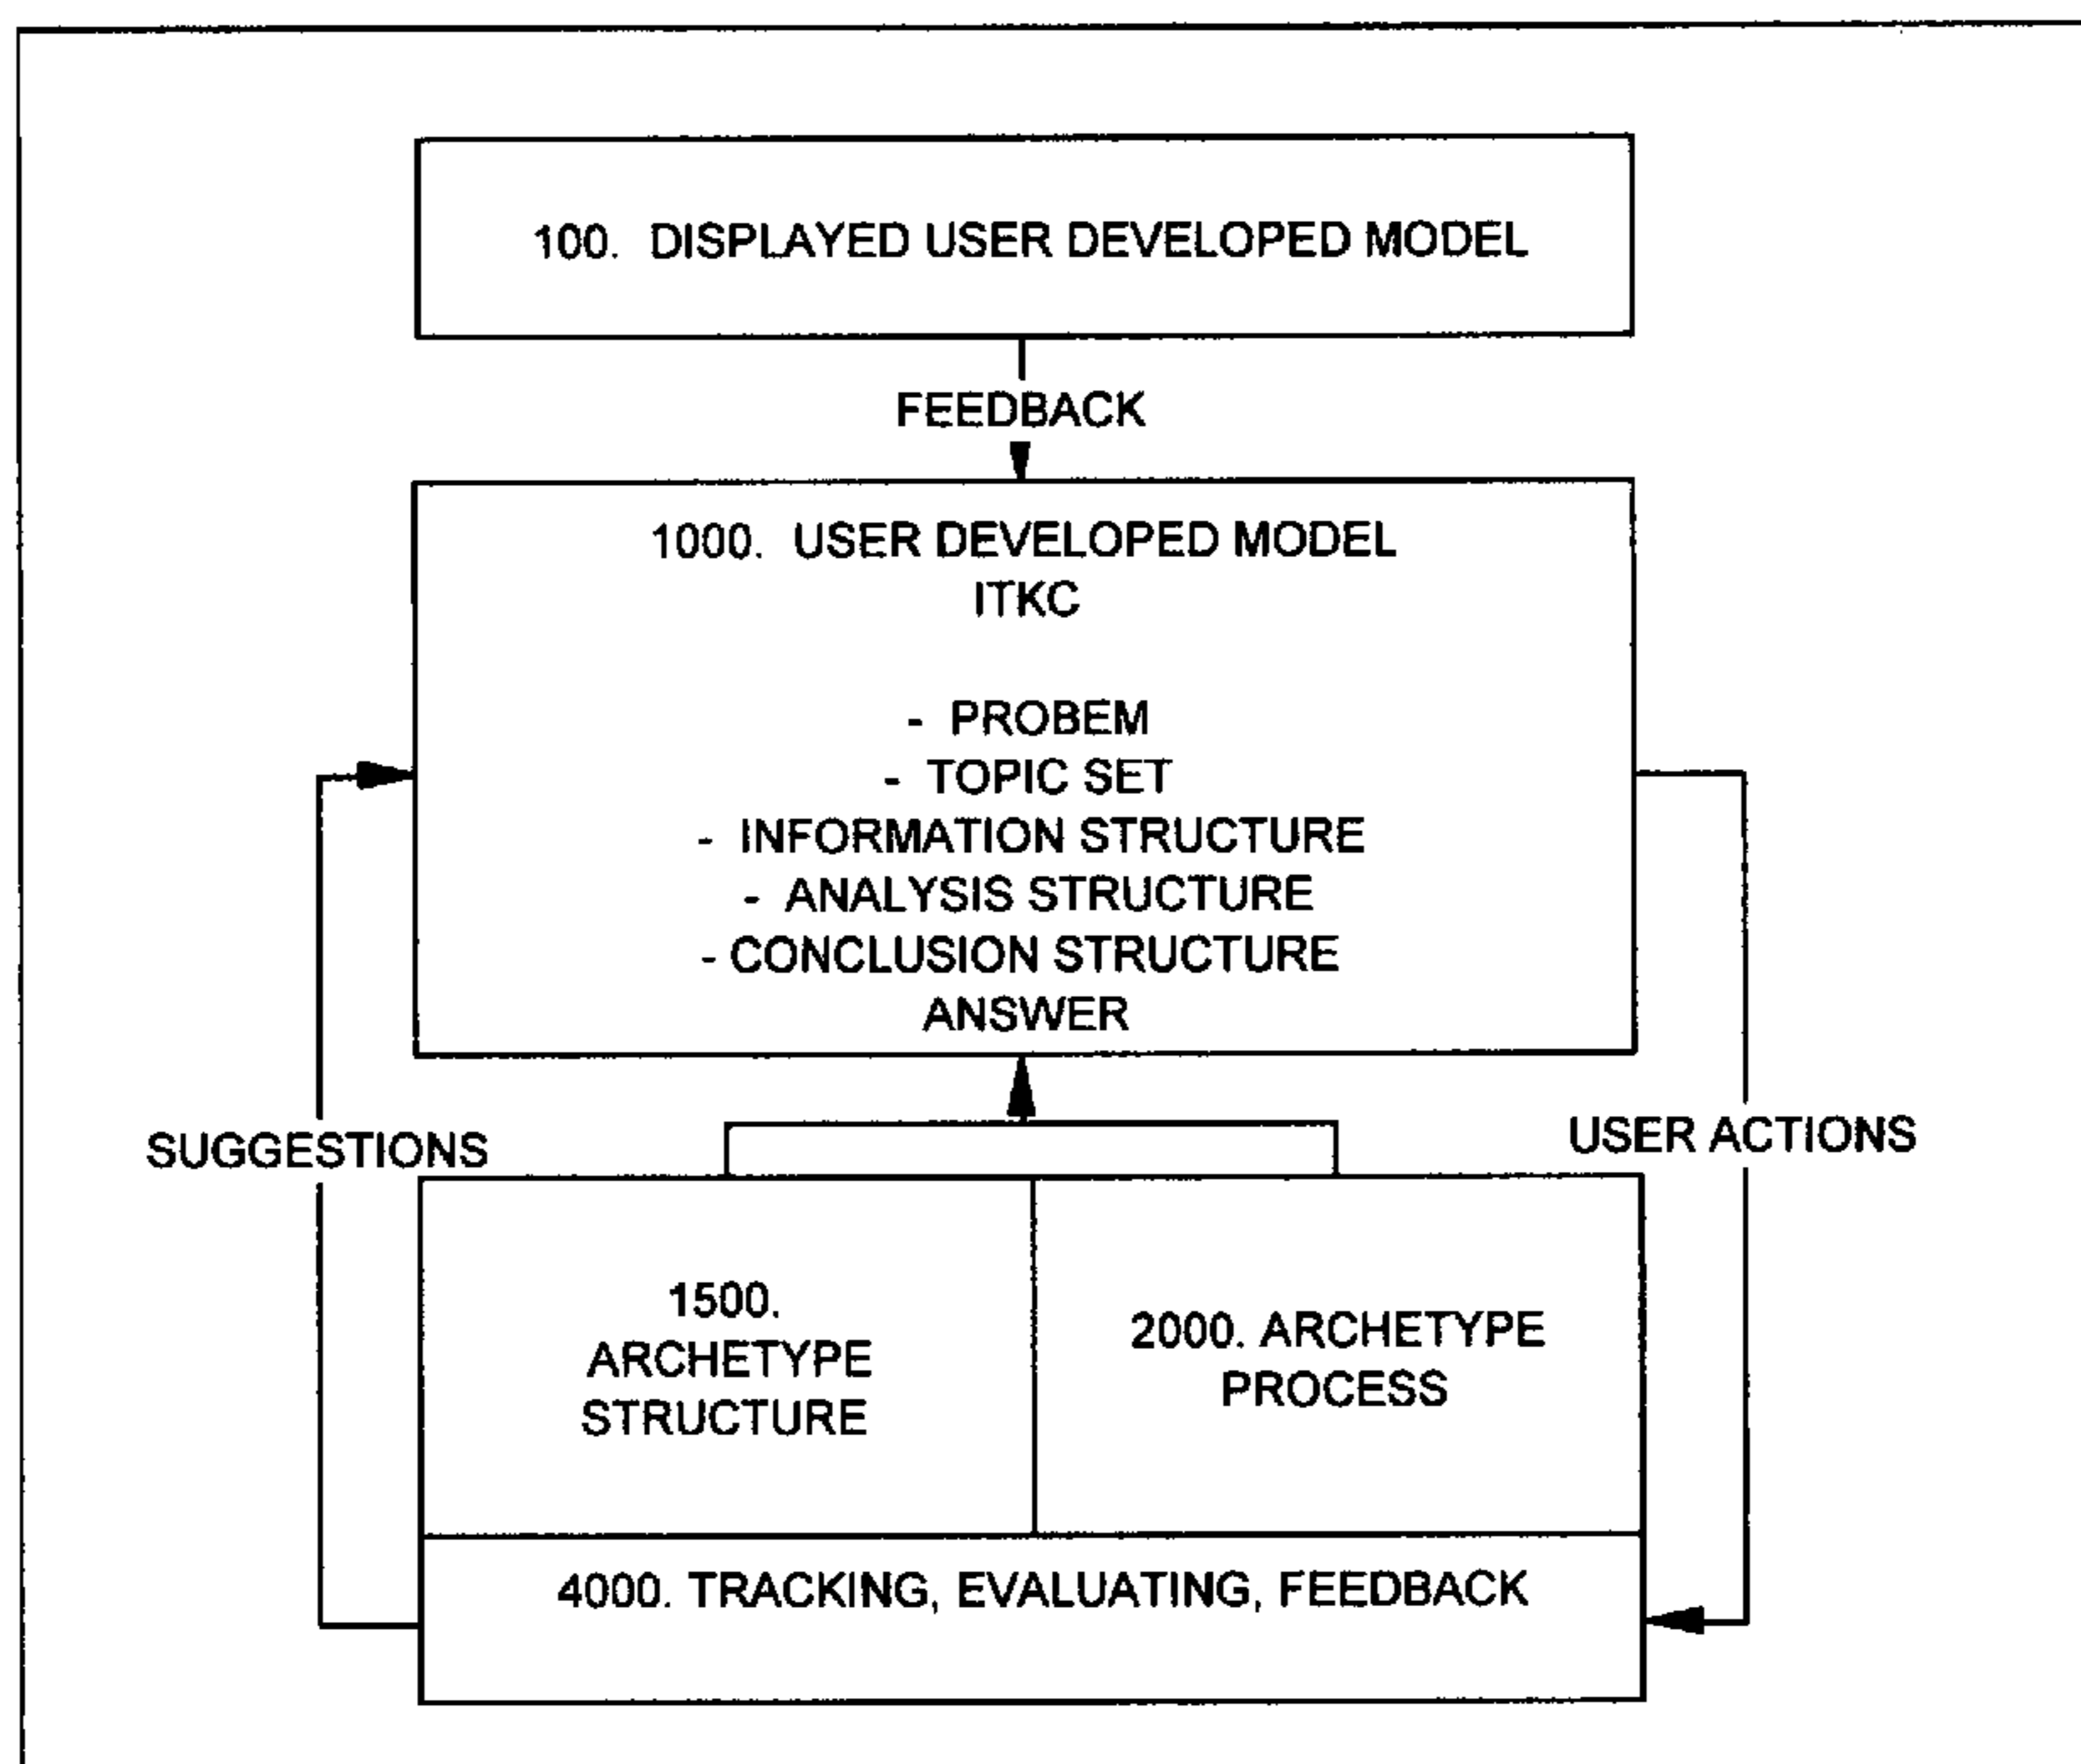 100. DISPLAYED USER DEVELOPED MODEL
FEEDBACK
1000. USER DEVELOPED MODEL
ITKC
- PROBEM
- TOPIC SET
- INFORMATION STRUCTURE
- ANALYSIS STRUCTURE
- CONCLUSION STRUCTURE
ANSWER
SUGGESTIONS
USER ACTIONS
1500.
ARCHETYPE
STRUCTURE
2000. ARCHETYPE
PROCESS
4000. TRACKING, EVALUATING, FEEDBACK